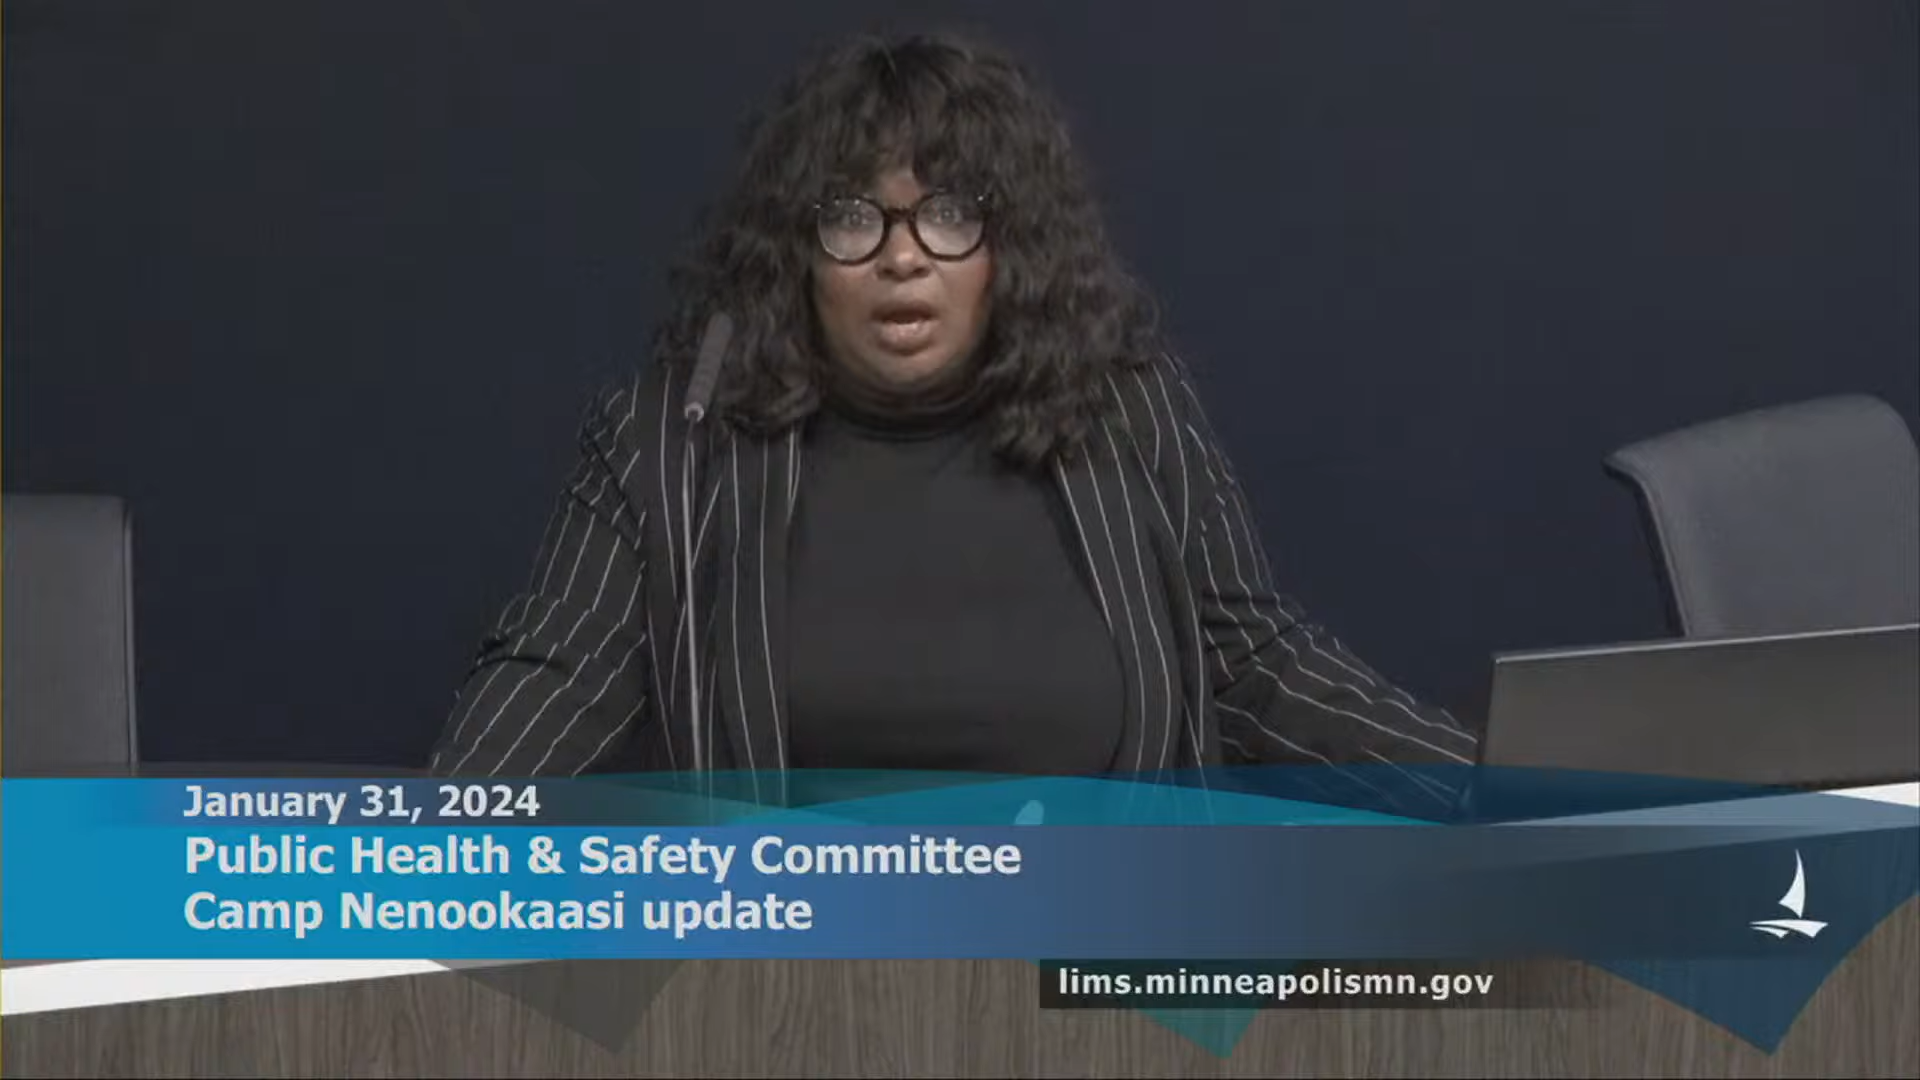 January 31, 2024
Public Health & Safety Committee
Camp Nenookaasi update
lims.minneapolismn.gov